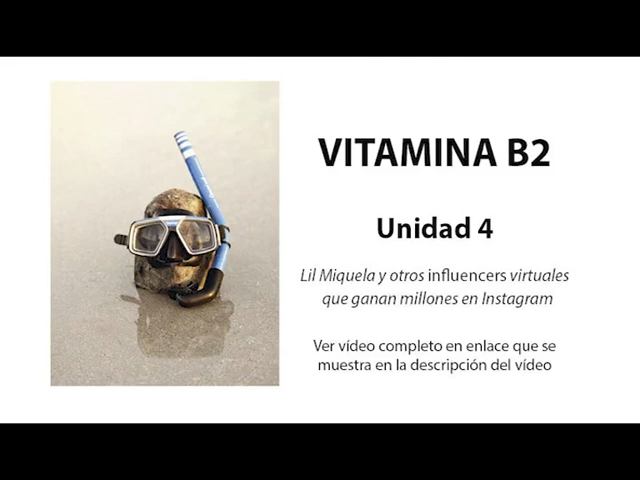 VITAMINA B2
Unidad 4
Lil Miquela y otros influencers virtuales
que ganan millones en Instagram
Ver vídeo completo en enlace que se
muestra en la descripción del vídeo